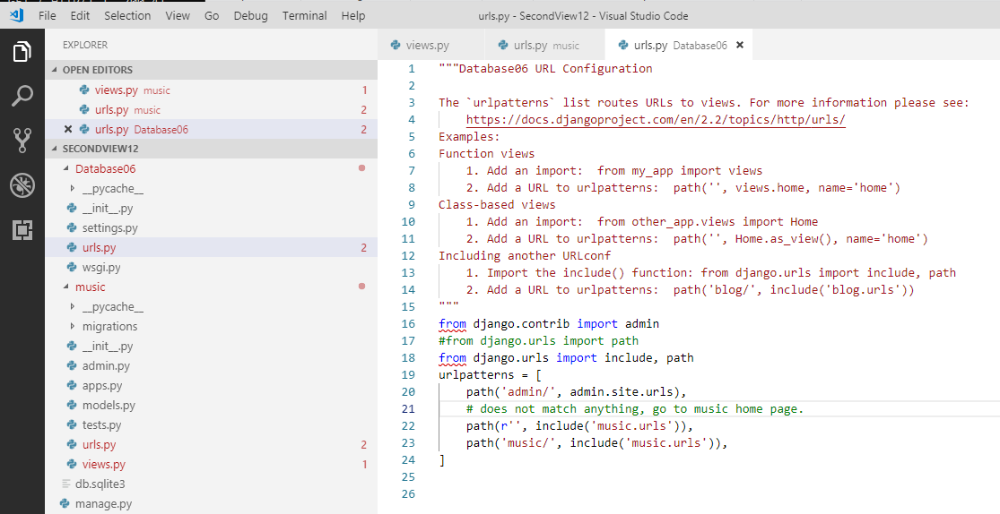 File Edit Selection View Go Debug Terminal Help urls.py - SecondView12 - Visual Studio Code
EXPLORER
OPEN EDITORS
views.py music 1
urls.py music 2
urls.py Database06 2
SECONDVIEW12
Database06
__pycache__
__init__.py
settings.py
urls.py 2
wsgi.py
music
__pycache__
migrations
__init__.py
admin.py
apps.py
models.py
tests.py
urls.py 2
views.py 1
db.sqlite3
manage.py
views.py urls.py music urls.py Database06
1 """Database06 URL Configuration
2
3 The `urlpatterns` list routes URLs to views. For more information please see:
4     https://docs.djangoproject.com/en/2.2/topics/http/urls/
5 Examples:
6 Function views
7     1. Add an import:  from my_app import views
8     2. Add a URL to urlpatterns:  path('', views.home, name='home')
9 Class-based views
10     1. Add an import:  from other_app.views import Home
11     2. Add a URL to urlpatterns:  path('', Home.as_view(), name='home')
12 Including another URLconf
13     1. Import the include() function: from django.urls import include, path
14     2. Add a URL to urlpatterns:  path('blog/', include('blog.urls'))
15 """
16 from django.contrib import admin
17 #from django.urls import path
18 from django.urls import include, path
19 urlpatterns = [
20     path('admin/', admin.site.urls),
21     # does not match anything, go to music home page.
22     path(r'', include('music.urls')),
23     path('music/', include('music.urls')),
24 ]
25
26